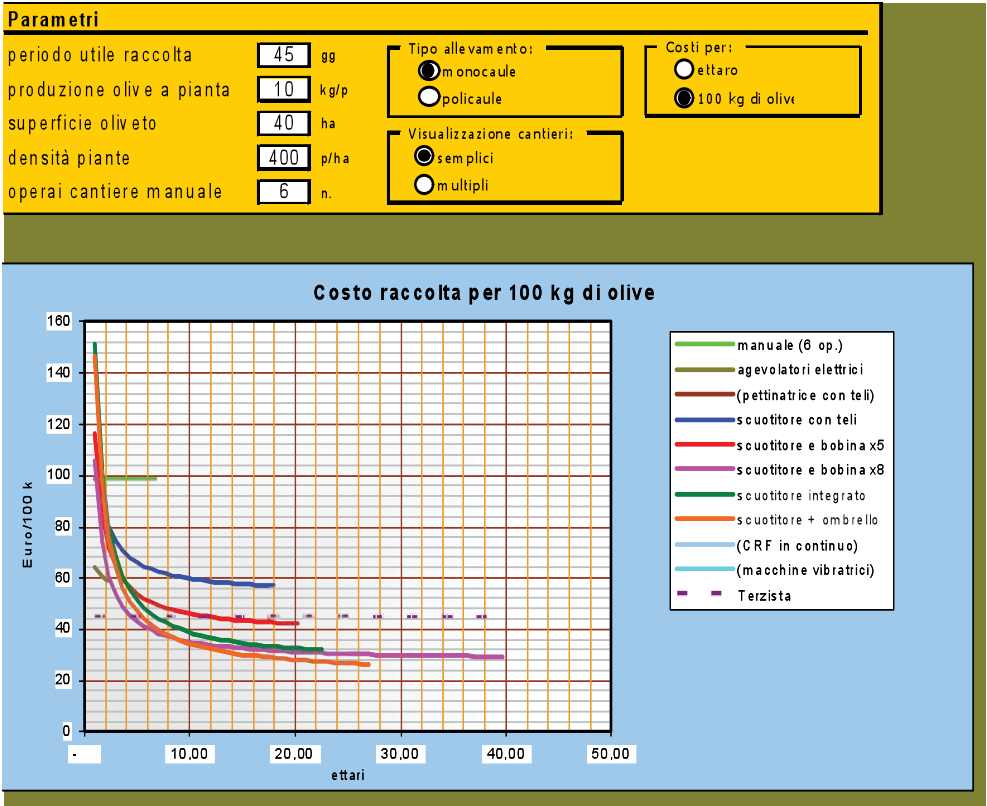 Parametri
periodo utile raccolta 45 gg
produzione olive a pianta 10 kg/p
superficie oliveto 40 ha
densità piante 400 p/ha
operai cantiere manuale 6 n.
Tipo allevamento:
monocaule
policaule
Visualizzazione cantieri:
semplici
multipli
Costi per:
ettaro
100 kg di olive
Costo raccolta per 100 kg di olive
Euro/100 k
160
140
120
100
80
60
40
20
0
- 10,00 20,00 30,00 40,00 50,00
ettari
manuale (6 op.)
agevolatori elettrici
(pettinatrice con teli)
scuotitore con teli
scuotitore e bobina x5
scuotitore e bobina x8
scuotitore integrato
scuotitore + ombrello
(CRF in continuo)
(macchine vibratrici)
Terzista